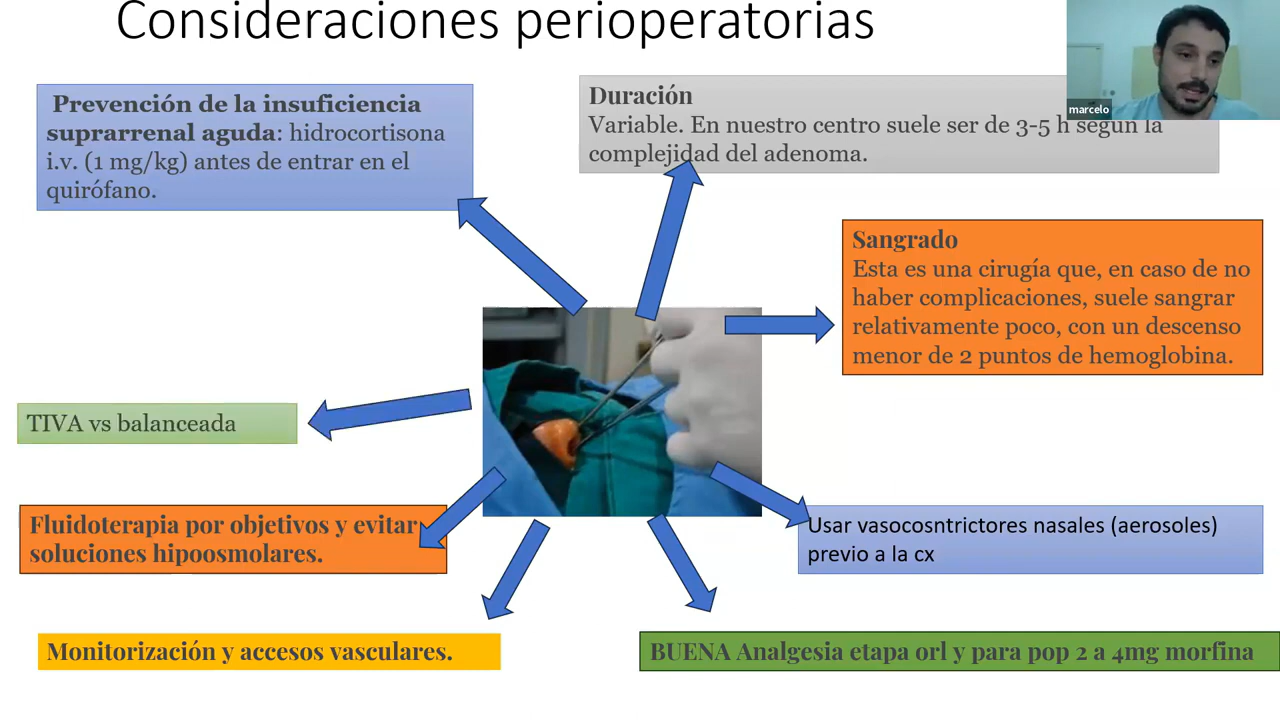 Consideraciones perioperatorias
Prevención de la insuficiencia
suprarrenal aguda: hidrocortisona
i.v. (1 mg/kg) antes de entrar en el
quirófano.
Duración
Variable. En nuestro centro suele ser de 3-5 h según la
complejidad del adenoma.
marcelo
Sangrado
Esta es una cirugía que, en caso de no
haber complicaciones, suele sangrar
relativamente poco, con un descenso
menor de 2 puntos de hemoglobina.
TIVA vs balanceada
Fluidoterapia por objetivos y evitar
soluciones hipoosmolares.
Usar vasocosntrictores nasales (aerosoles)
previo a la cx
Monitorización y accesos vasculares.
BUENA Analgesia etapa orl y para pop 2 a 4mg morfina